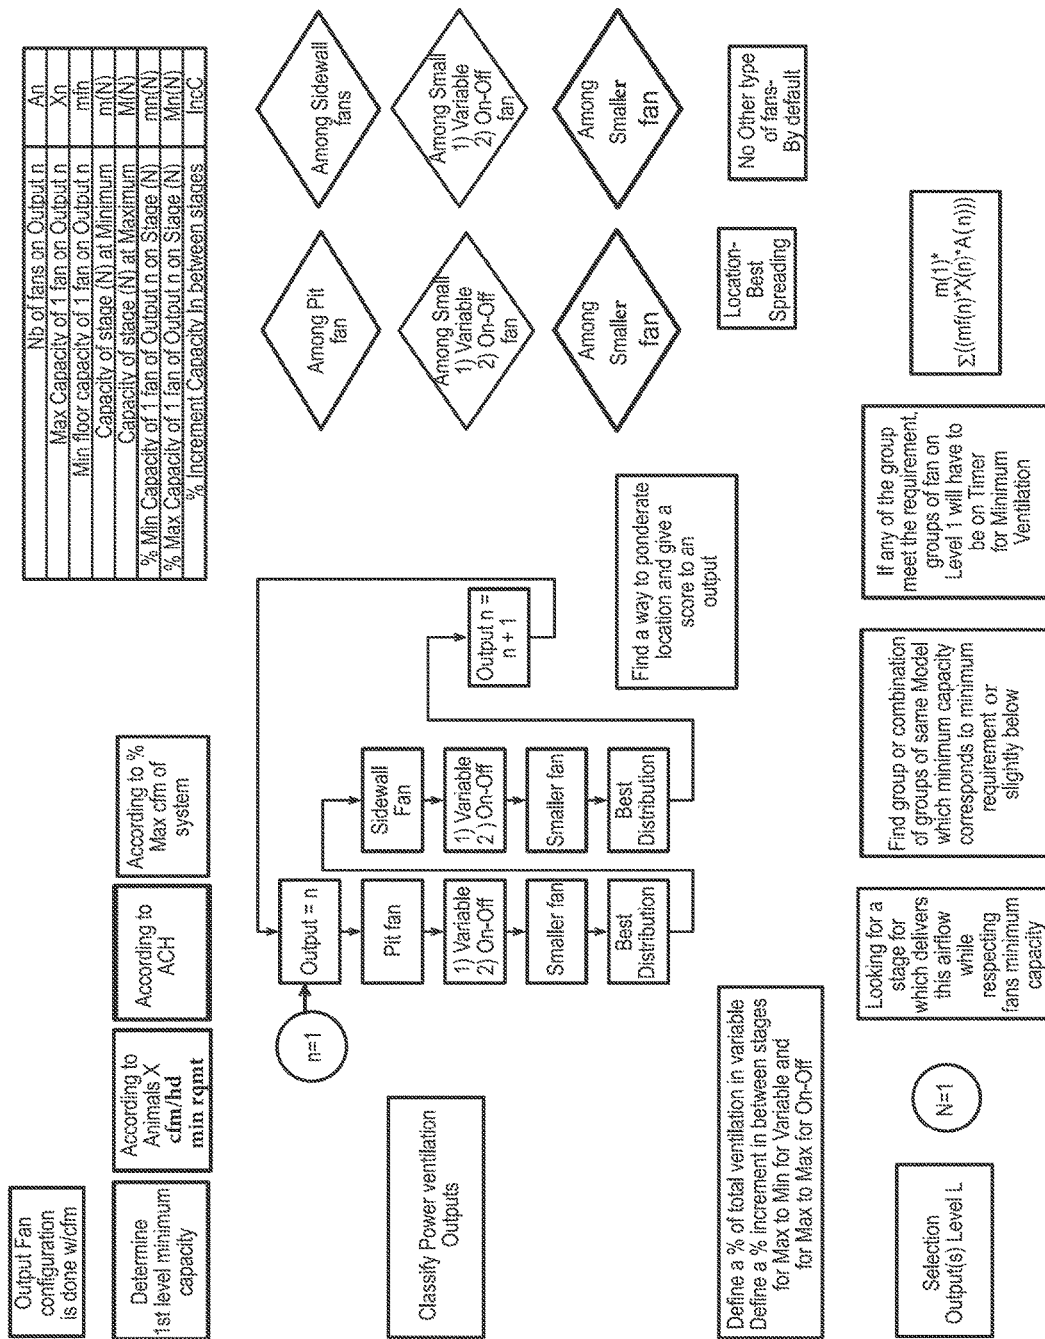 Output Fan
configuration
is done w/cfm
Nb of fans on Output n An
Max Capacity of 1 fan on Output n Xn
Min floor capacity of 1 fan on Output n min
Capacity of stage (N) at Minimum m(N)
Capacity of stage (N) at Maximum M(N)
% Min Capacity of 1 fan of Output n on Stage (N) mn(N)
% Max Capacity of 1 fan of Output n on Stage (N) Mn(N)
% Increment Capacity In between stages IncC
Determine
1st level minimum
capacity
According to
Animals X
cfm/hd
min rqmt
According to
ACH
According to %
Max cfm of
system
Classify Power ventilation
Outputs
n=1
Output = n
Pit fan
1) Variable
2) On-Off
Smaller fan
Best
Distribution
Sidewall
Fan
1) Variable
2 ) On-Off
Smaller fan
Best
Distribution
Output n =
n + 1
Among Pit
fan
Among Sidewall
fans
Among Small
1) Variable
2) On-Off
fan
Among Small
1) Variable
2) On-Off
fan
Among
Smaller
fan
Among
Smaller
fan
Find a way to ponderate
location and give a
score to an
output
Location-
Best
Spreading
No Other type
of fans-
By default
Define a % of total ventilation in variable
Define a % increment in between stages
for Max to Min for Variable and
for Max to Max for On-Off
Selection
Output(s) Level L
N=1
Looking for a
stage for
which delivers
this airflow
while
respecting
fans minimum
capacity
Find group or combination
of groups of same Model
which minimum capacity
corresponds to minimum
requirement or
slightly below
If any of the group
meet the requirement,
groups of fan on
Level 1 will have to
be on Timer
for Minimum
Ventilation
m(1)*
Σ((mf(n)*X(n)*A(n)))